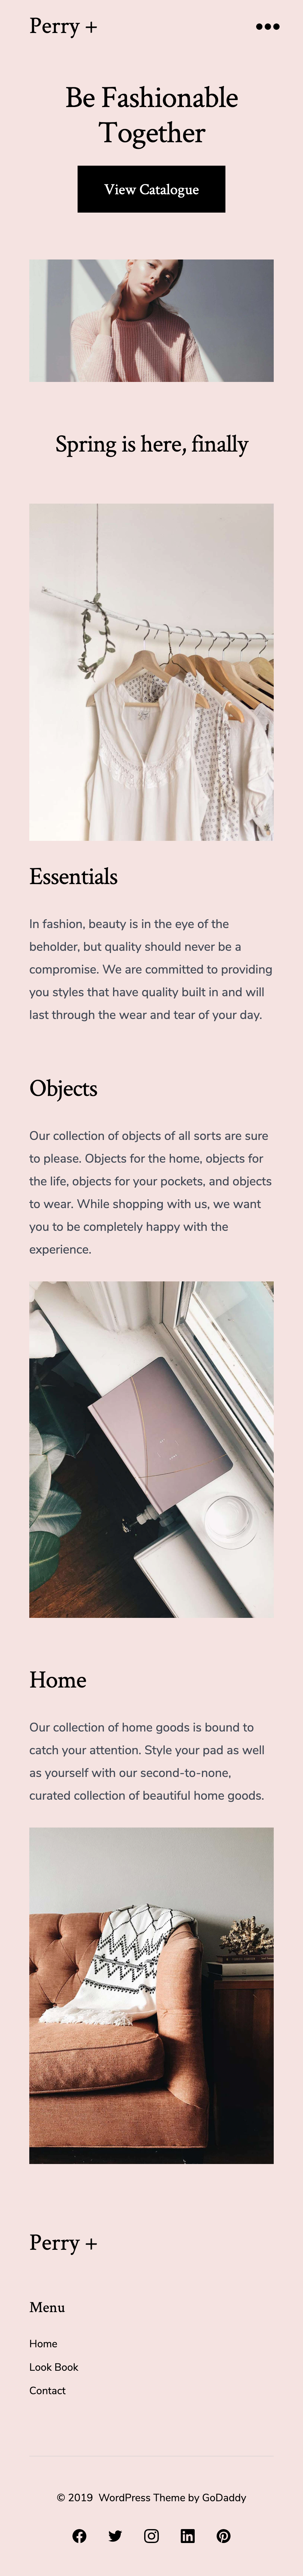 Perry +
Be Fashionable
Together
View Catalogue
Spring is here, finally
Essentials
In fashion, beauty is in the eye of the
beholder, but quality should never be a
compromise. We are committed to providing
you styles that have quality built in and will
last through the wear and tear of your day.
Objects
Our collection of objects of all sorts are sure
to please. Objects for the home, objects for
the life, objects for your pockets, and objects
to wear. While shopping with us, we want
you to be completely happy with the
experience.
Home
Our collection of home goods is bound to
catch your attention. Style your pad as well
as yourself with our second-to-none,
curated collection of beautiful home goods.
Perry +
Menu
Home
Look Book
Contact
© 2019  WordPress Theme by GoDaddy